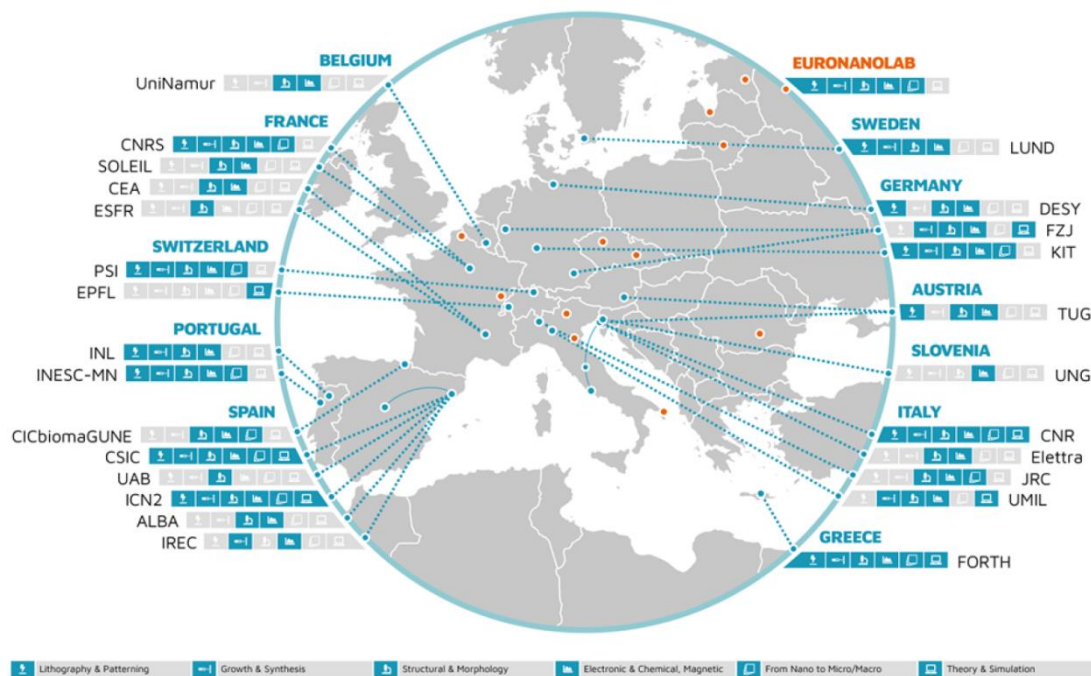 BELGIUM
UniNamur
FRANCE
CNRS
SOLEIL
CEA
ESFR
SWITZERLAND
PSI
EPFL
PORTUGAL
INL
INESC-MN
SPAIN
CICbiomaGUNE
CSIC
UAB
ICN2
ALBA
IREC
EURONANOLAB
SWEDEN
LUND
GERMANY
DESY
FZJ
KIT
AUSTRIA
TUG
SLOVENIA
UNG
ITALY
CNR
Elettra
JRC
UMIL
GREECE
FORTH
Lithography & Patterning
Growth & Synthesis
Structural & Morphology
Electronic & Chemical, Magnetic
From Nano to Micro/Macro
Theory & Simulation